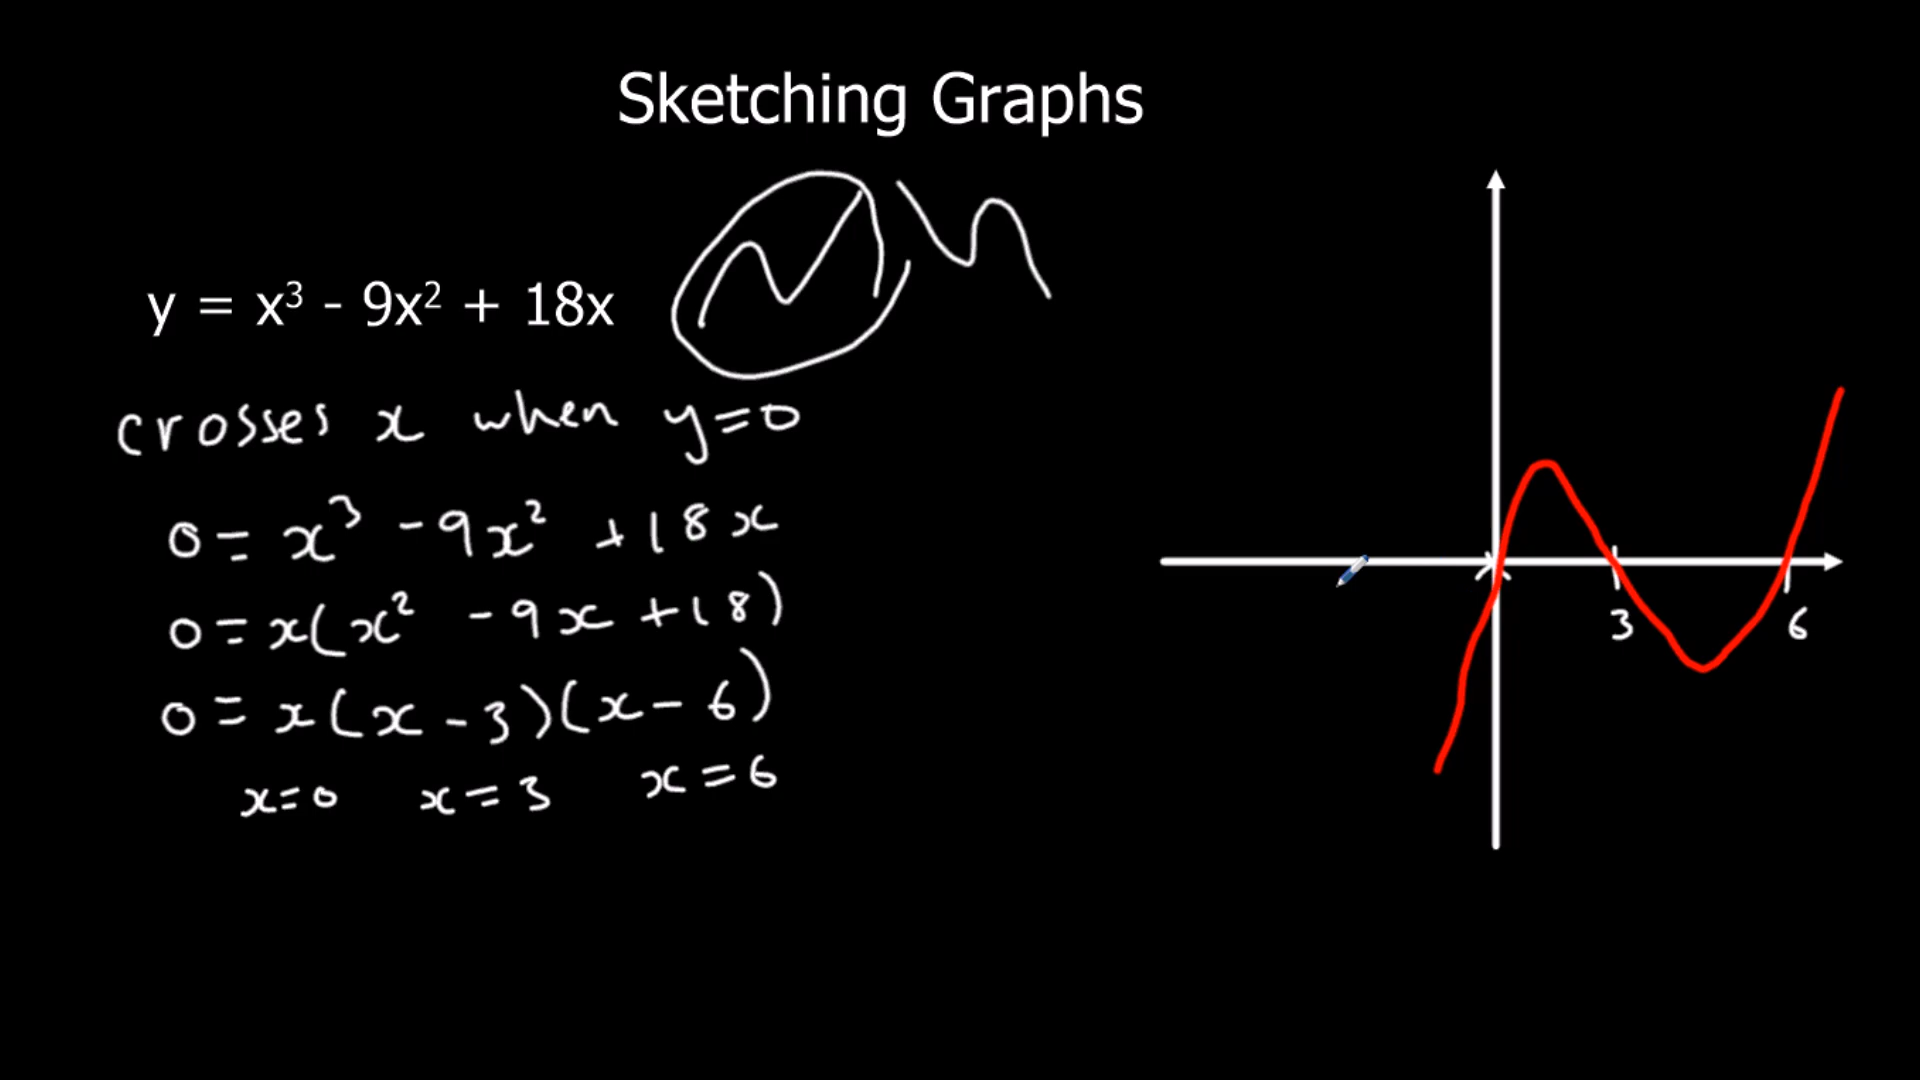 Sketching Graphs
y = x³ - 9x² + 18x
crosses x when y=0
0 = x³ - 9x² + 18x
0 = x(x² - 9x + 18)
0 = x(x - 3)(x - 6)
x=0 x=3 x=6
3 6